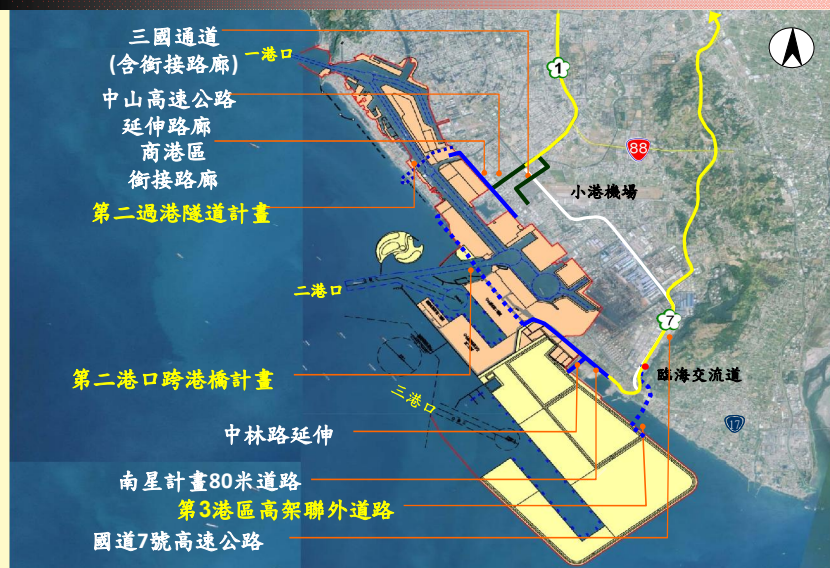 三國通道
(含銜接路廊)
一港口
中山高速公路
延伸路廊
商港區
銜接路廊
第二過港隧道計畫
1
88
小港機場
二港口
7
第二港口跨港橋計畫
臨海交流道
三港口
17
中林路延伸
南星計畫80米道路
第3港區高架聯外道路
國道7號高速公路